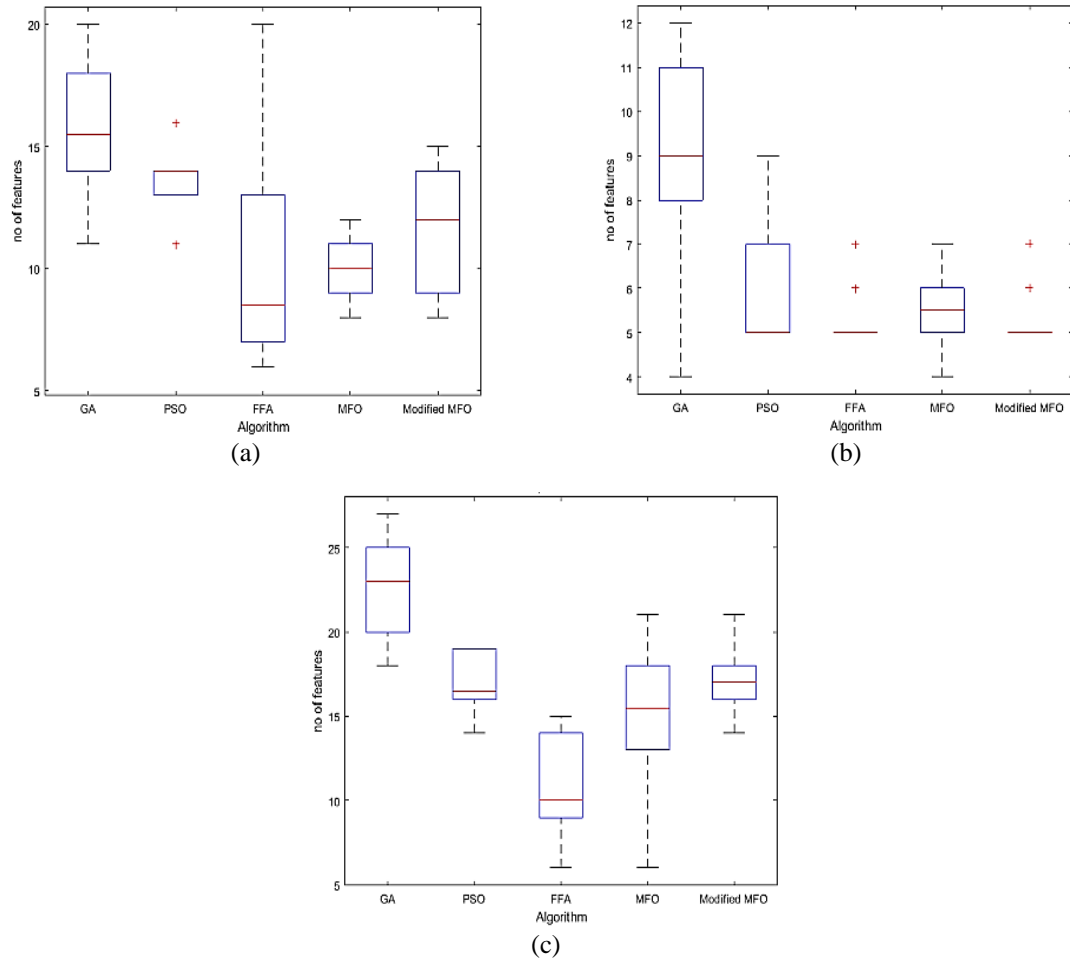 20
15
10
5
no of features
GA PSO FFA MFO Modified MFO
Algorithm
(a)
12
11
10
9
8
7
6
5
4
no of features
GA PSO FFA MFO Modified MFO
Algorithm
(b)
25
20
15
10
5
no of features
GA PSO FFA MFO Modified MFO
Algorithm
(c)